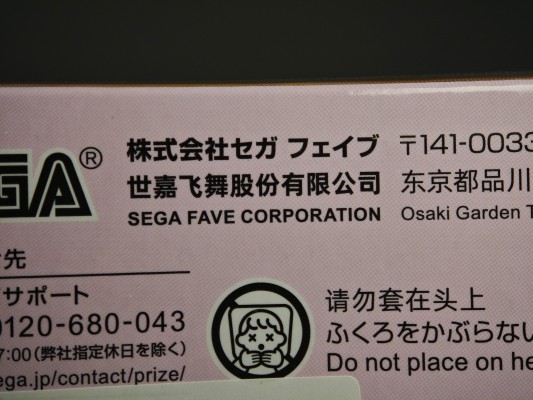 GA® 株式会社セガ フェイブ 〒141-0033
世嘉飞舞股份有限公司 东京都品川
SEGA FAVE CORPORATION Osaki Garden T
先
サポート
0120-680-043
7:00（弊社指定休日を除く）
ega.jp/contact/prize/
请勿套在头上
ふくろをかぶらない
Do not place on he